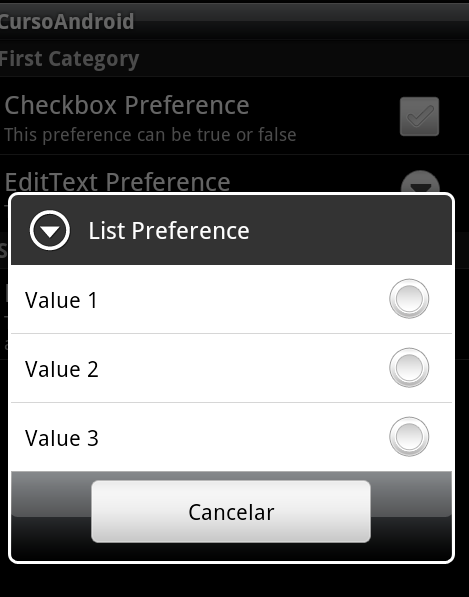 CursoAndroid
First Category
Checkbox Preference
This preference can be true or false
EditText Preference
List Preference
Value 1
Value 2
Value 3
Cancelar